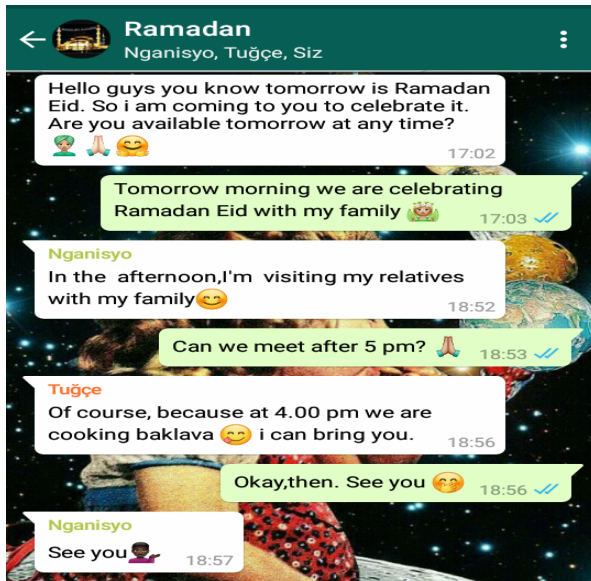 Ramadan
Nganisyo, Tuğçe, Siz
Hello guys you know tomorrow is Ramadan
Eid. So i am coming to you to celebrate it.
Are you available tomorrow at any time?
👳🏼🙏🏼🤗
17:02
Tomorrow morning we are celebrating
Ramadan Eid with my family 👸🏼
17:03
Nganisyo
In the afternoon,I'm visiting my relatives
with my family😊
18:52
Can we meet after 5 pm? 🙏🏼
18:53
Tuğçe
Of course, because at 4.00 pm we are
cooking baklava 😋 i can bring you.
18:56
Okay,then. See you 🤭
18:56
Nganisyo
See you💁🏿
18:57